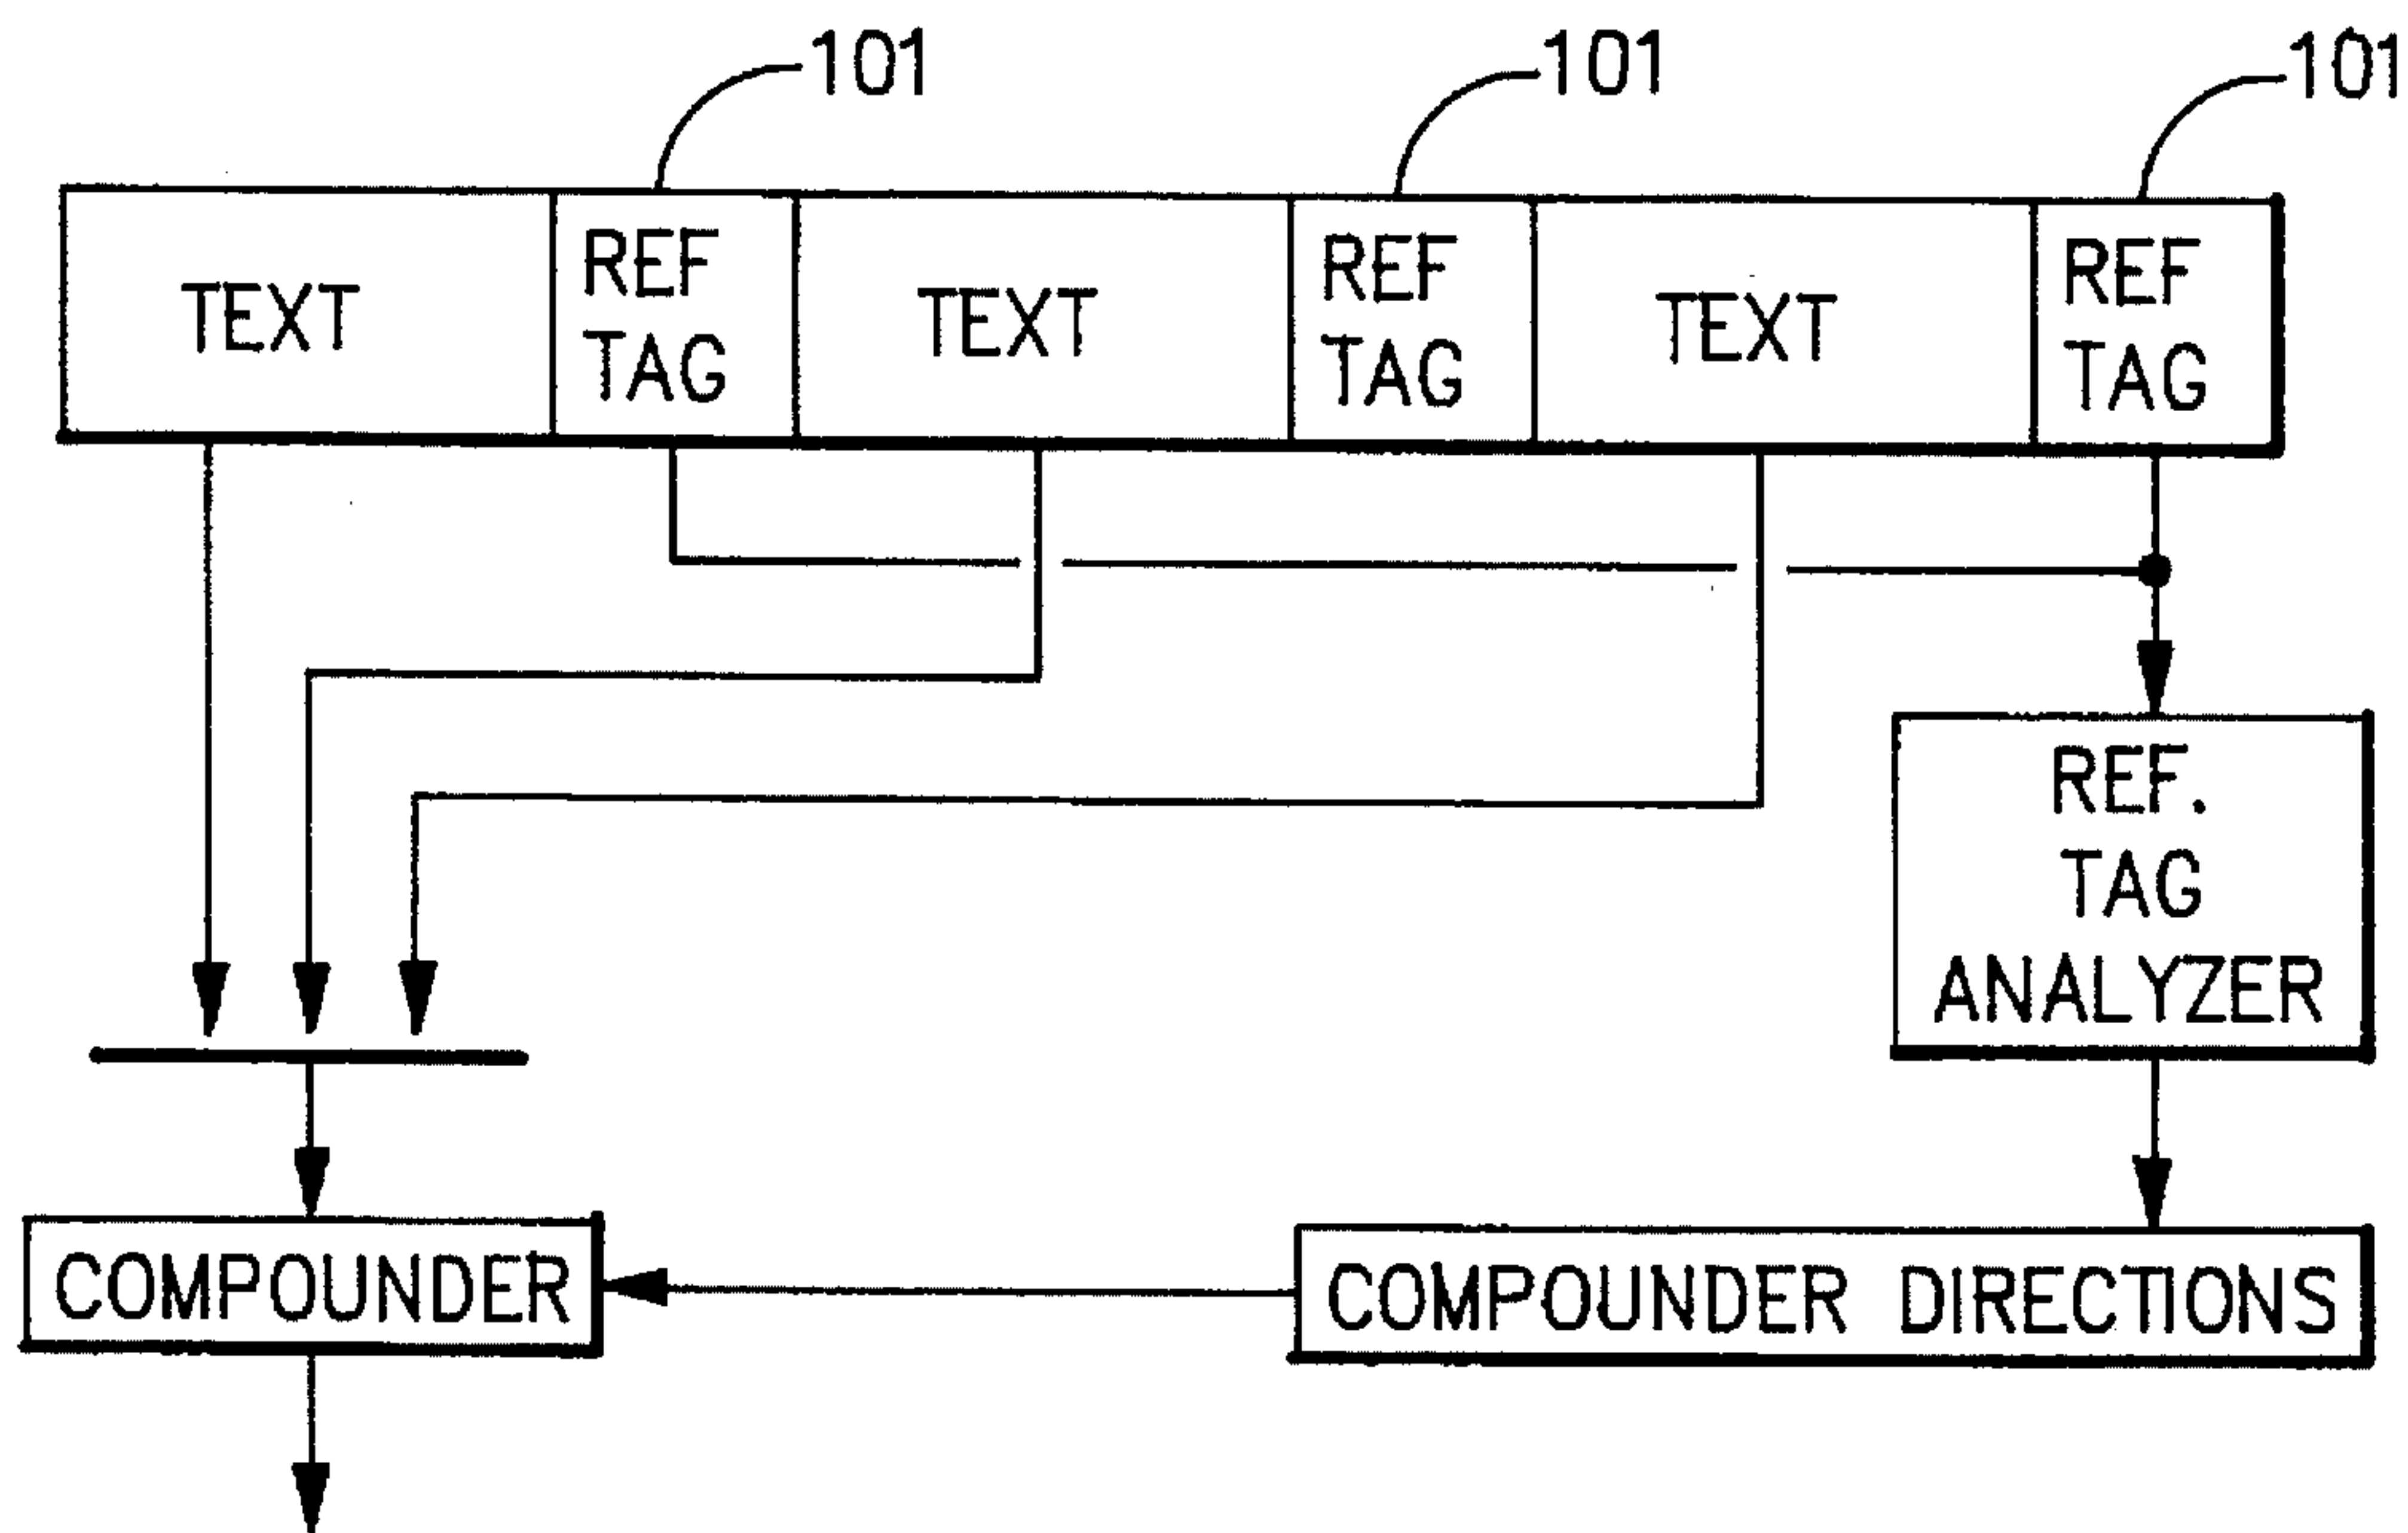 101 101 101
TEXT REF TAG TEXT REF TAG TEXT REF TAG
REF.
TAG
ANALYZER
COMPOUNDER COMPOUNDER DIRECTIONS